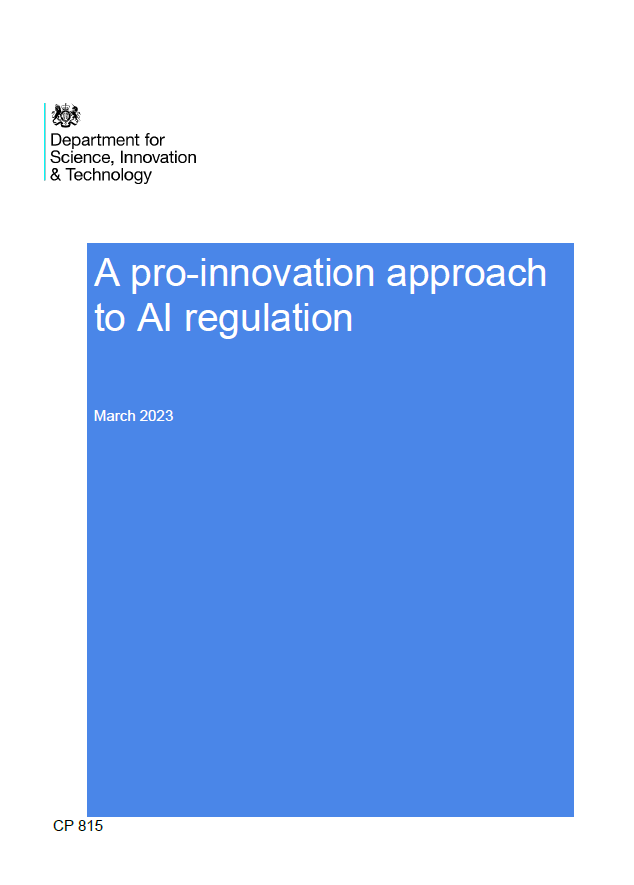 Department for
Science, Innovation
& Technology
A pro-innovation approach
to AI regulation
March 2023
CP 815